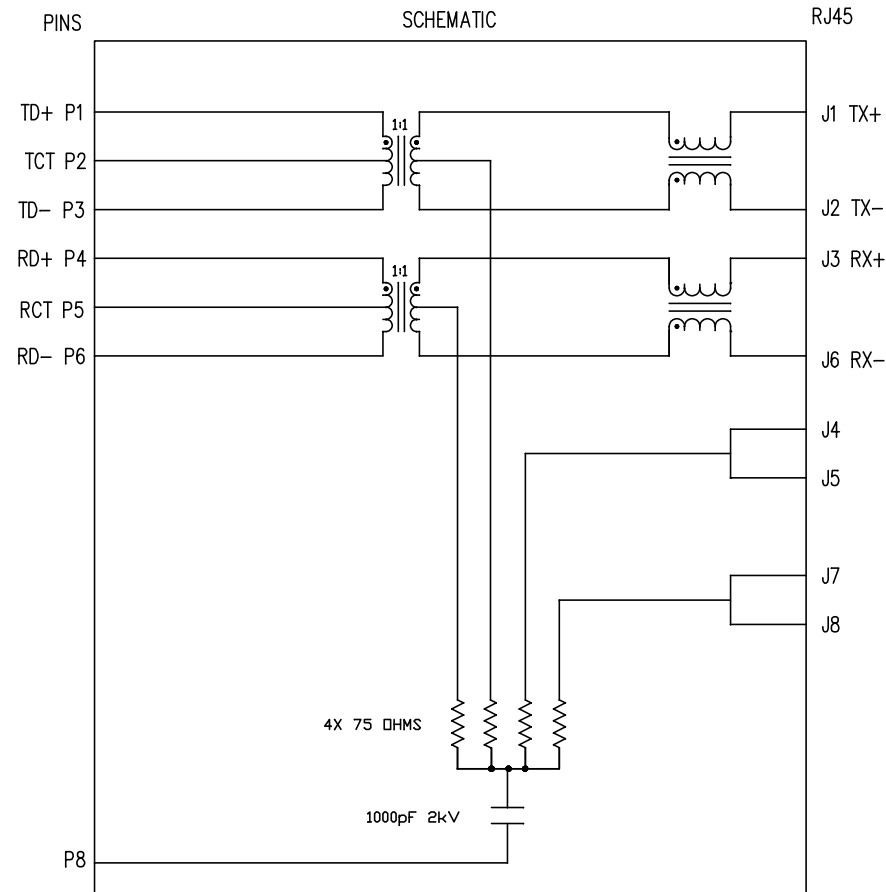 PINS
SCHEMATIC
RJ45
TD+ P1
1:1
J1 TX+
TCT P2
TD- P3
J2 TX-
RD+ P4
1:1
J3 RX+
RCT P5
RD- P6
J6 RX-
J4
J5
J7
J8
4X 75 OHMS
1000pF 2kV
P8